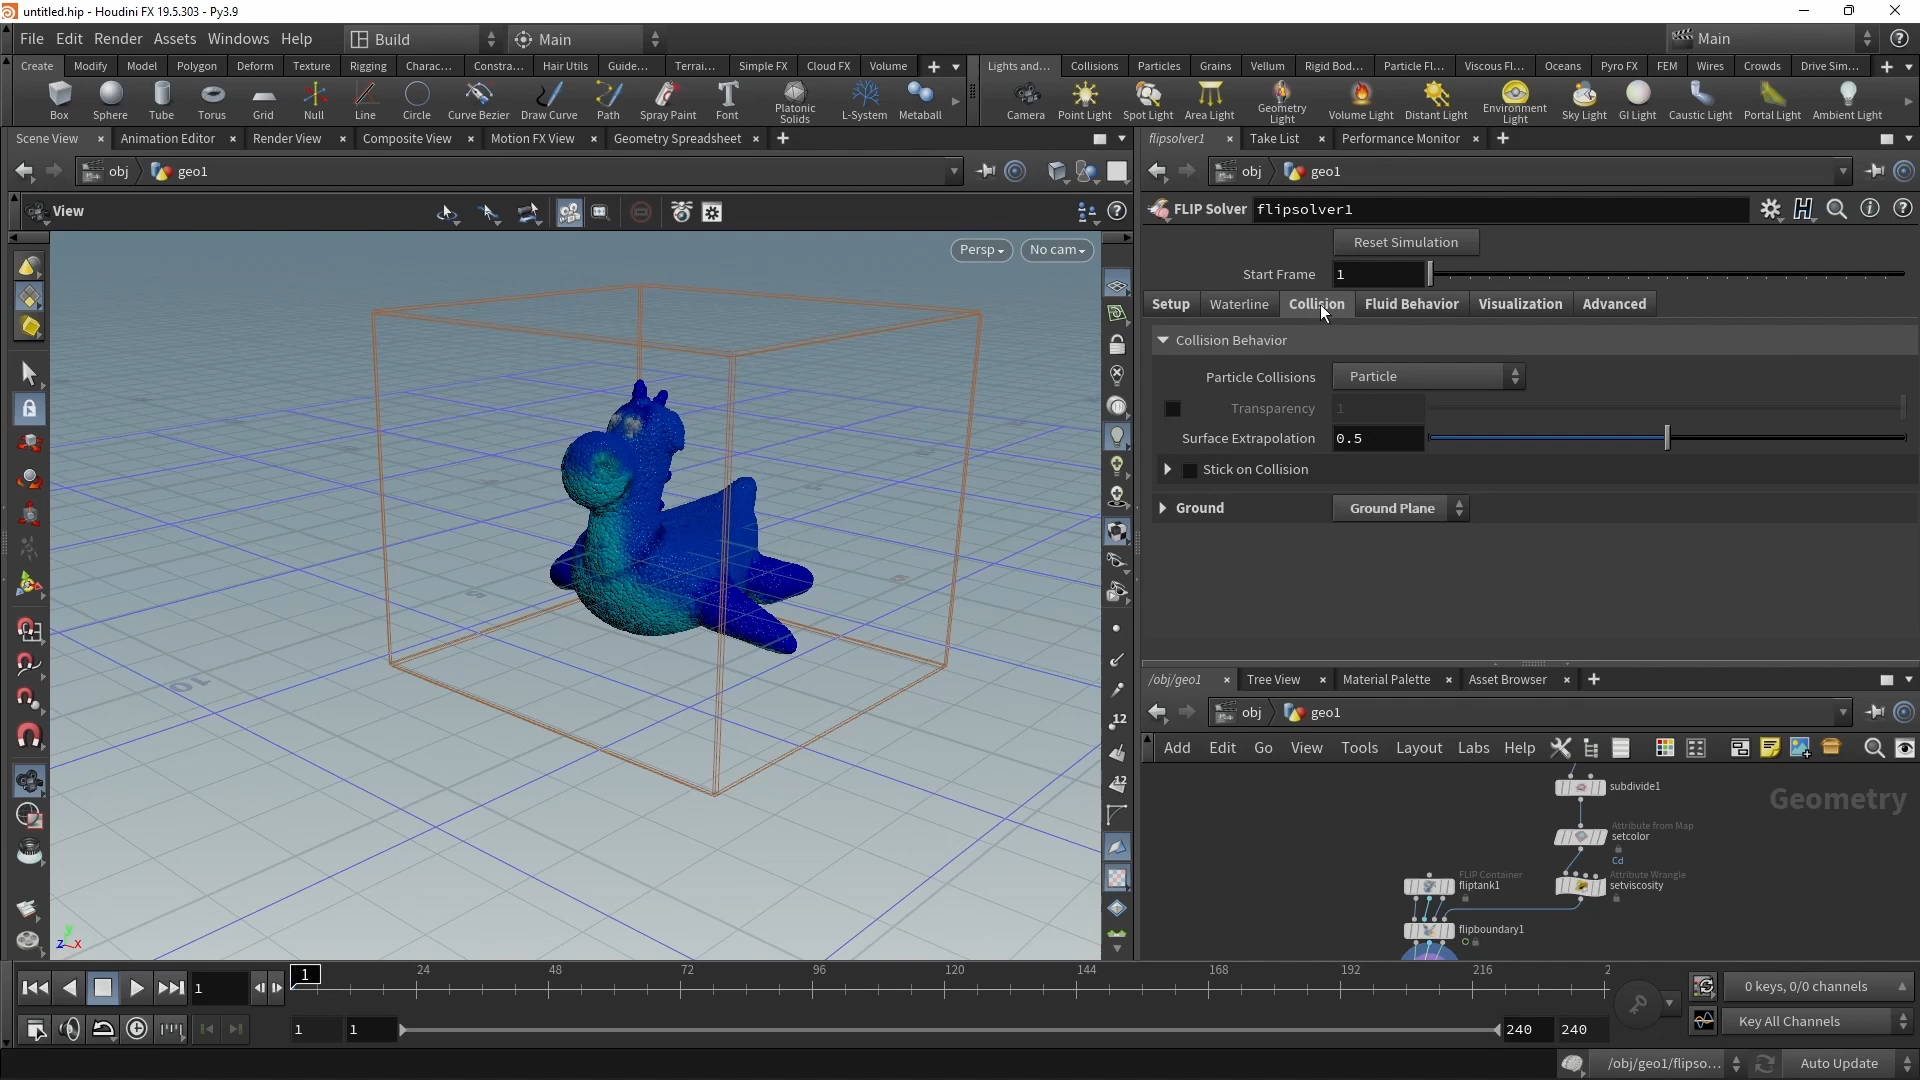 untitled.hip - Houdini FX 19.5.303 - Py3.9
File Edit Render Assets Windows Help Build Main Main
Create Modify Model Polygon Deform Texture Rigging Charac... Constra... Hair Utils Guide... Terrai... Simple FX Cloud FX Volume
Lights and... Collisions Particles Grains Vellum Rigid Bod... Particle Fl... Viscous Fl... Oceans Pyro FX FEM Wires Crowds Drive Sim...
Box Sphere Tube Torus Grid Null Line Circle Curve Bezier Draw Curve Path Spray Paint Font Platonic Solids L-System Metaball
Camera Point Light Spot Light Area Light Geometry Light Volume Light Distant Light Environment Light Sky Light GI Light Caustic Light Portal Light Ambient Light
Scene View Animation Editor Render View Composite View Motion FX View Geometry Spreadsheet
flipsolver1 Take List Performance Monitor
obj geo1
obj geo1
View
FLIP Solver flipsolver1
Persp No cam
Reset Simulation
Start Frame 1
Setup Waterline Collision Fluid Behavior Visualization Advanced
Collision Behavior
Particle Collisions Particle
Transparency 1
Surface Extrapolation 0.5
Stick on Collision
Ground Ground Plane
12
12
10
z x y
/obj/geo1 Tree View Material Palette Asset Browser
obj geo1
Add Edit Go View Tools Layout Labs Help
Geometry
subdivide1
Attribute from Map
setcolor
Cd
FLIP Container
fliptank1
Attribute Wrangle
setviscosity
flipboundary1
1 24 48 72 96 120 144 168 192 216 2
1
1 1 240 240
0 keys, 0/0 channels
Key All Channels
/obj/geo1/flipso... Auto Update